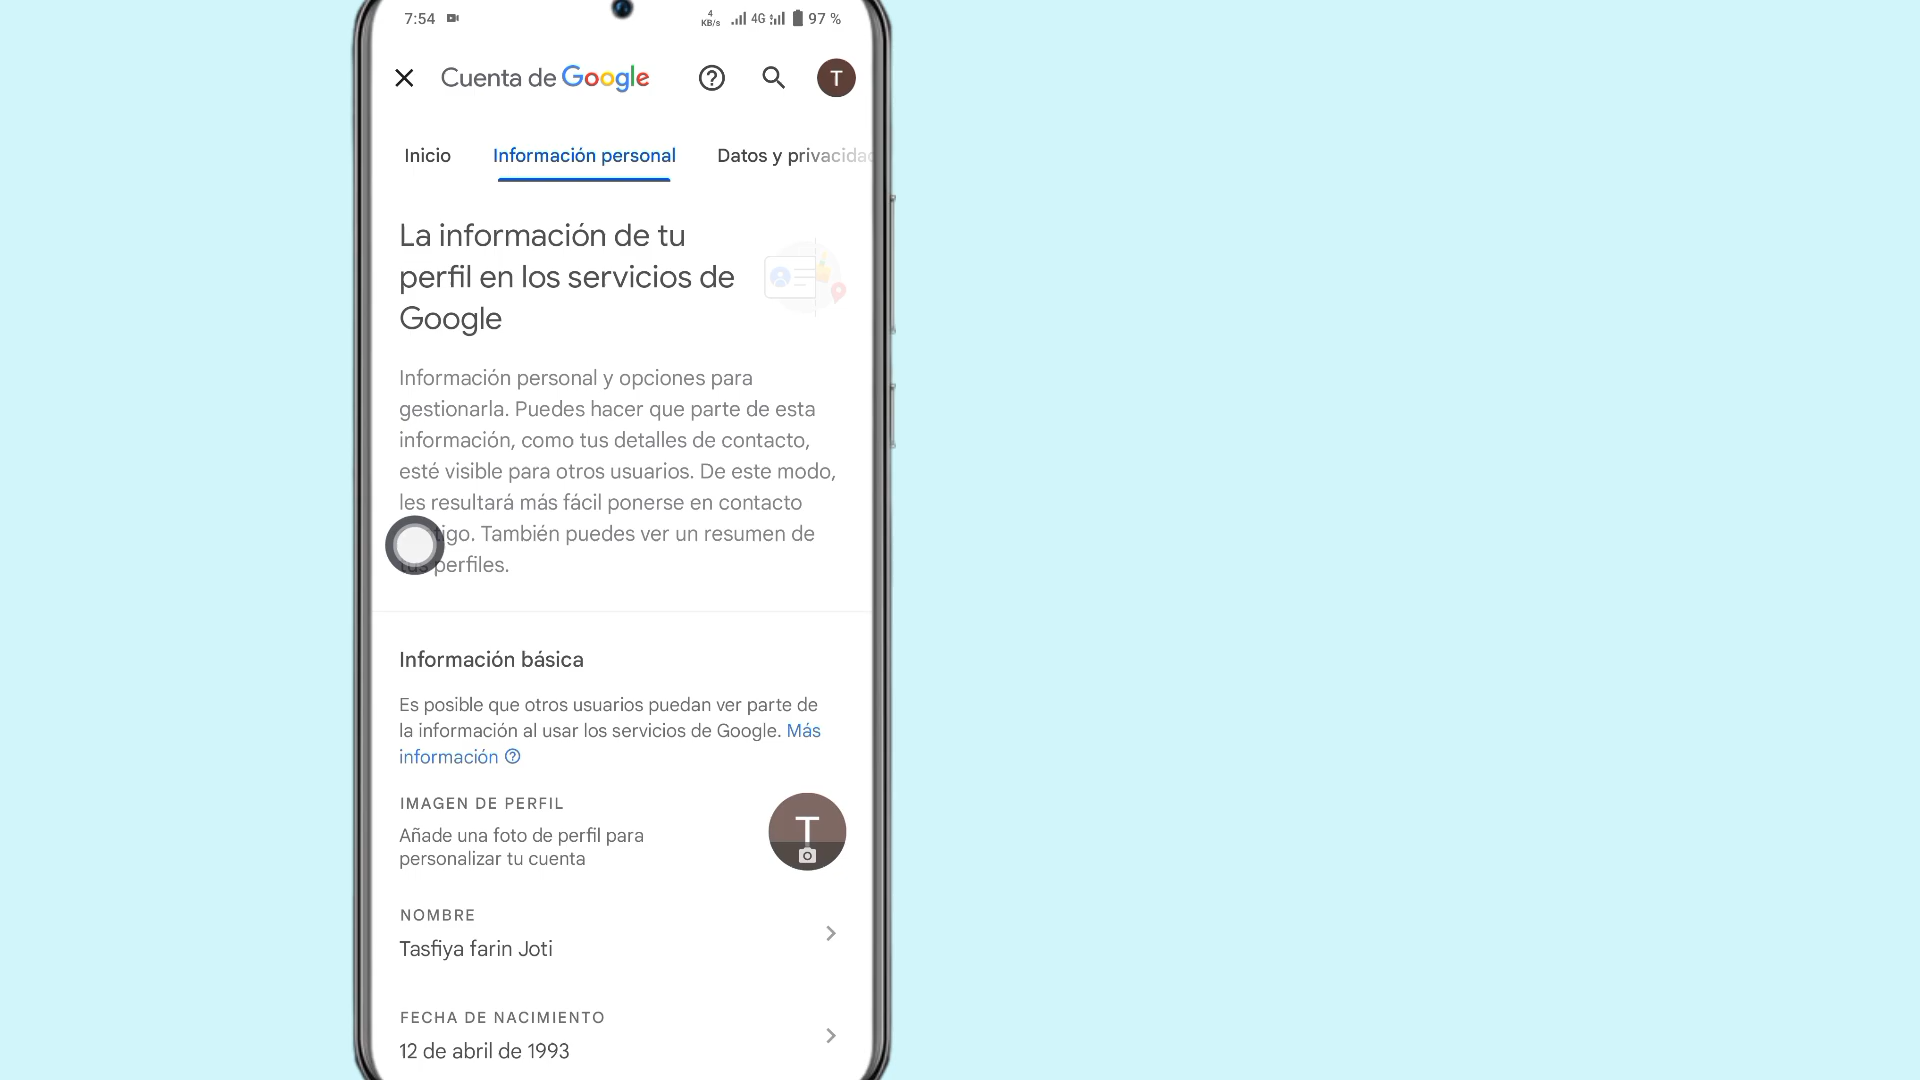 7:54 4 KB/s 4G 97 %
Cuenta de Google T
Inicio Información personal Datos y privacidad
La información de tu
perfil en los servicios de
Google
Información personal y opciones para
gestionarla. Puedes hacer que parte de esta
información, como tus detalles de contacto,
esté visible para otros usuarios. De este modo,
les resultará más fácil ponerse en contacto
tigo. También puedes ver un resumen de
tus perfiles.
Información básica
Es posible que otros usuarios puedan ver parte de
la información al usar los servicios de Google. Más
información
IMAGEN DE PERFIL
Añade una foto de perfil para
personalizar tu cuenta
T
NOMBRE
Tasfiya farin Joti
FECHA DE NACIMIENTO
12 de abril de 1993